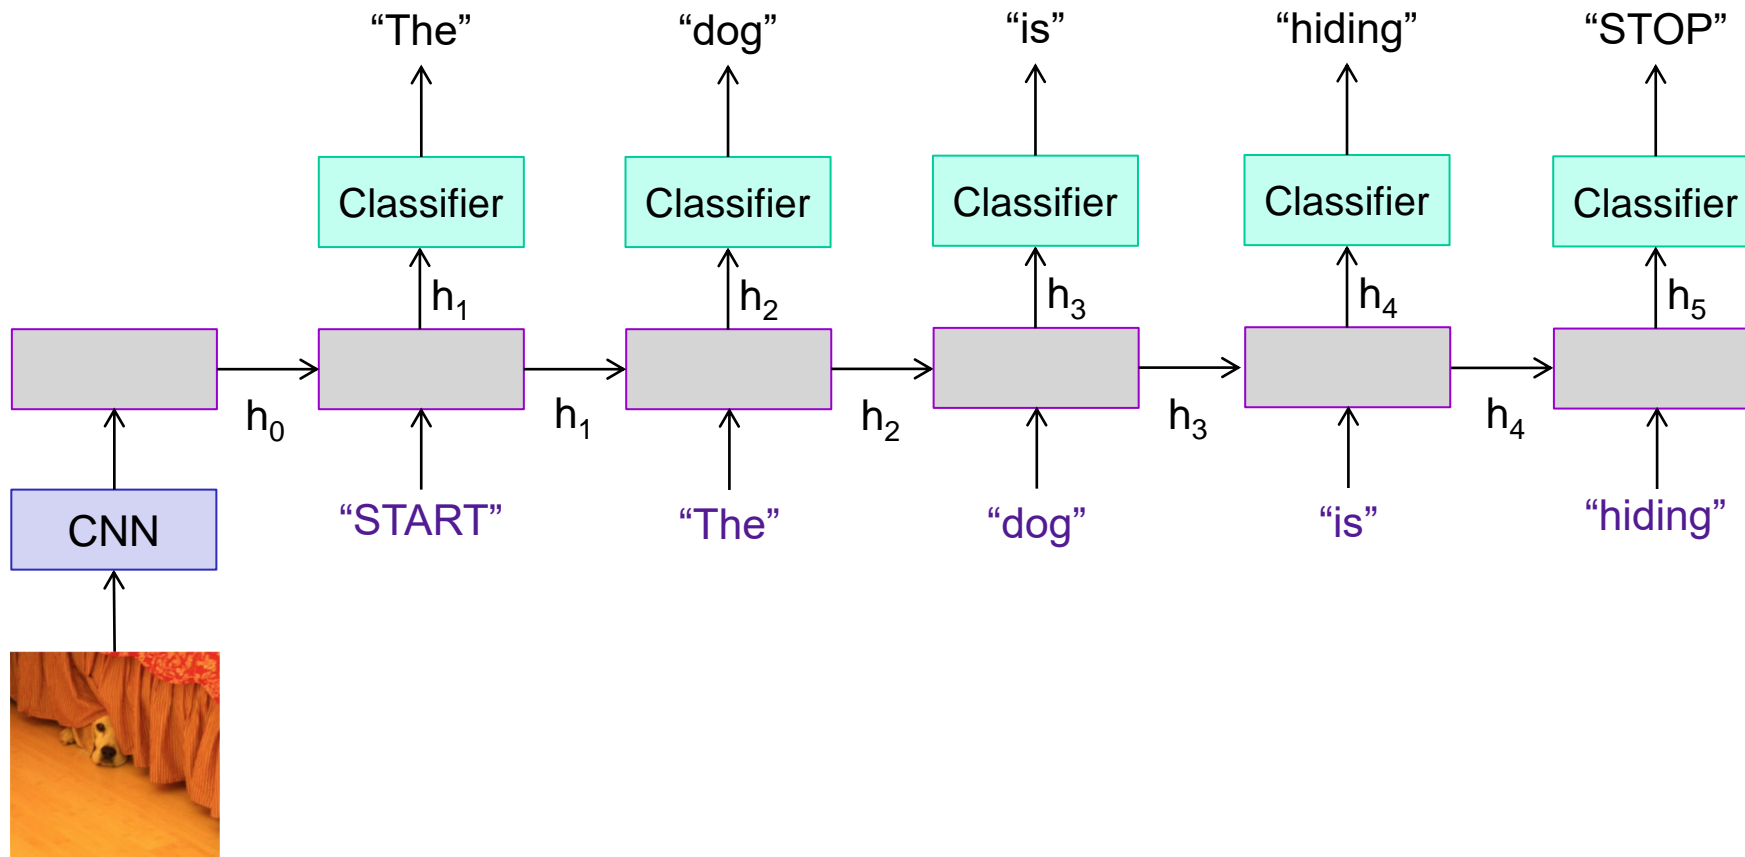 “The” “dog” “is” “hiding” “STOP”
Classifier Classifier Classifier Classifier Classifier
h₁ h₂ h₃ h₄ h₅
h₀ h₁ h₂ h₃ h₄
CNN “START” “The” “dog” “is” “hiding”